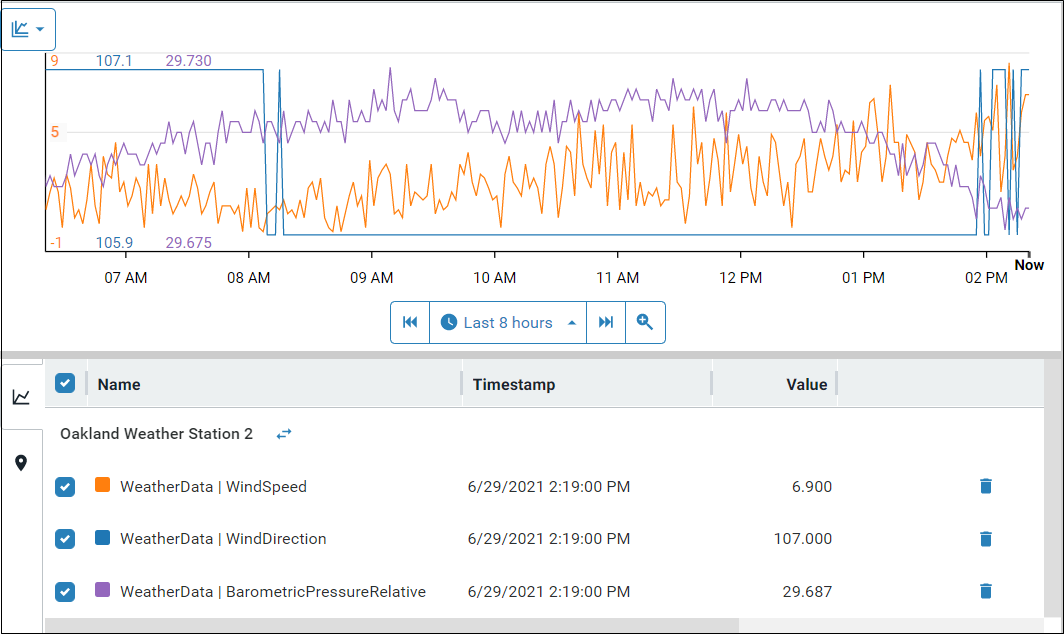 9 107.1 29.730
5
-1 105.9 29.675
Now
07 AM 08 AM 09 AM 10 AM 11 AM 12 PM 01 PM 02 PM
Last 8 hours
Name Timestamp Value
Oakland Weather Station 2
WeatherData | WindSpeed 6/29/2021 2:19:00 PM 6.900
WeatherData | WindDirection 6/29/2021 2:19:00 PM 107.000
WeatherData | BarometricPressureRelative 6/29/2021 2:19:00 PM 29.687